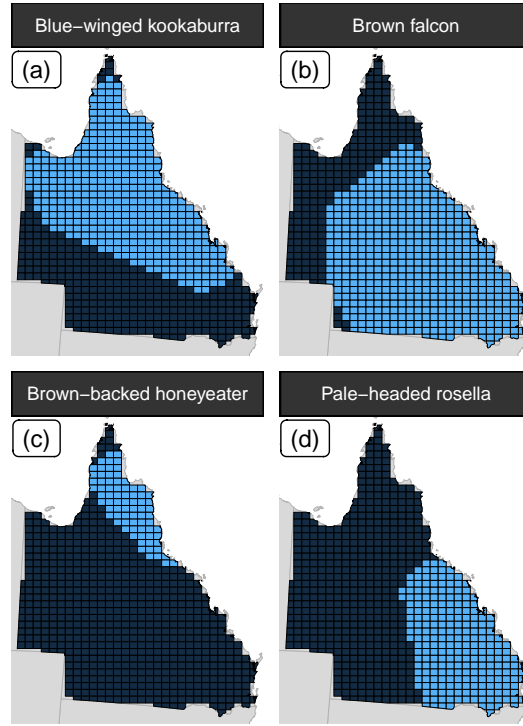 Blue−winged kookaburra
Brown falcon
(a)
(b)
Brown−backed honeyeater
Pale−headed rosella
(c)
(d)